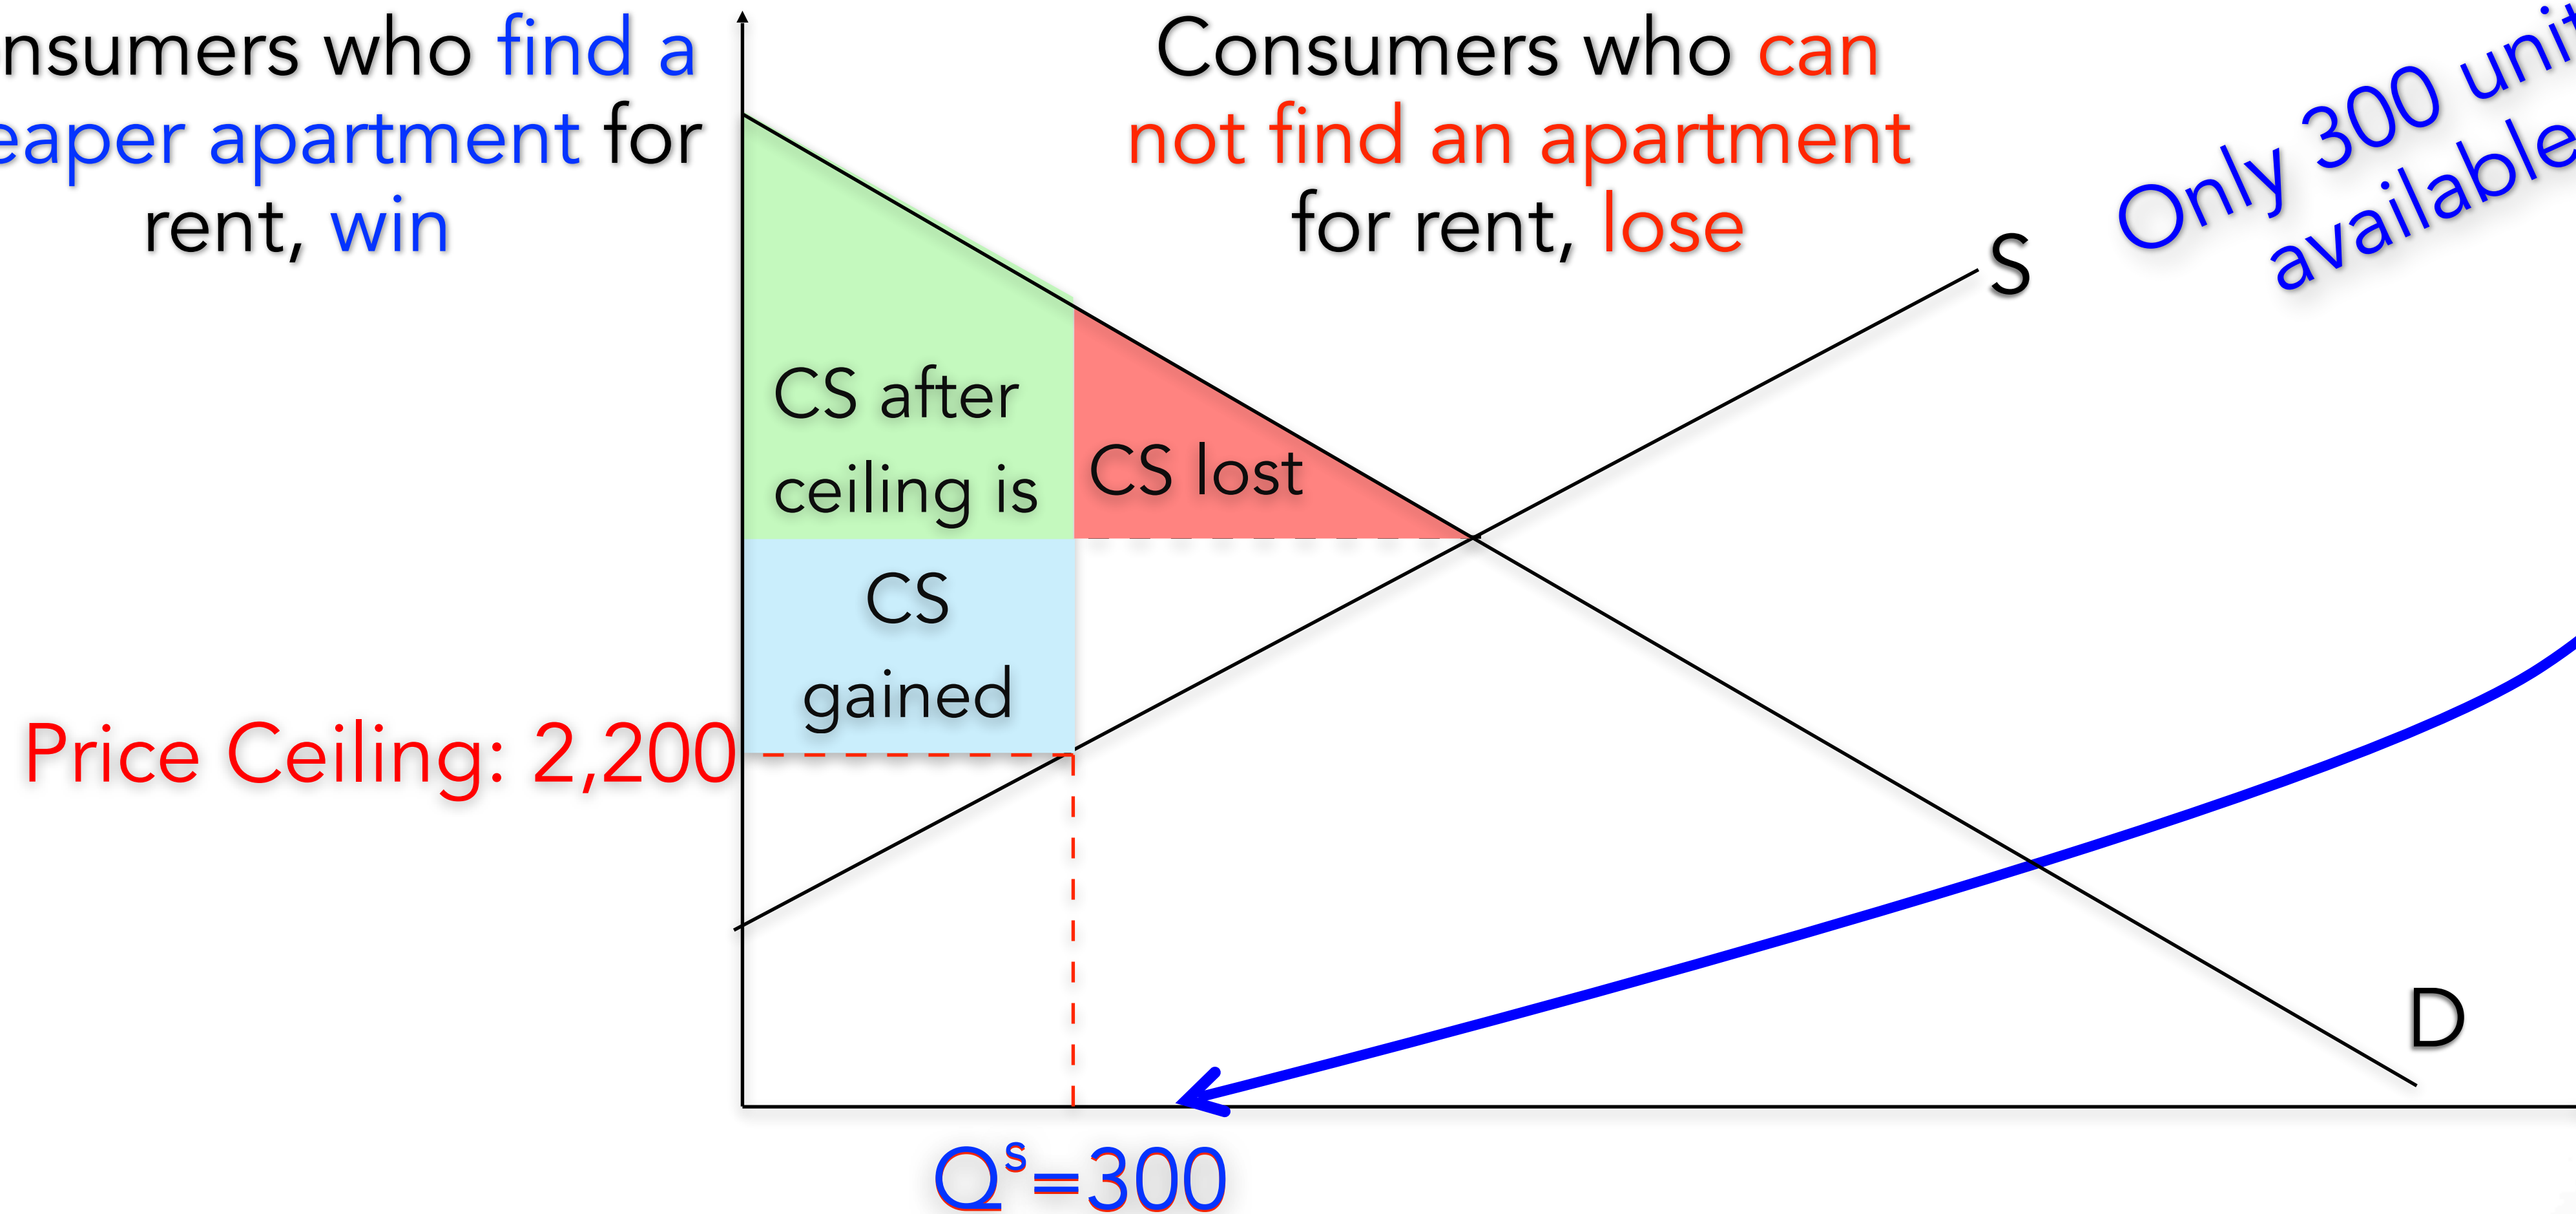 nsumers who find a
eaper apartment for
rent, win
Consumers who can
not find an apartment
for rent, lose
Only 300 unit
available
S
CS after
ceiling is
CS lost
CS
gained
Price Ceiling: 2,200
D
Qˢ=300